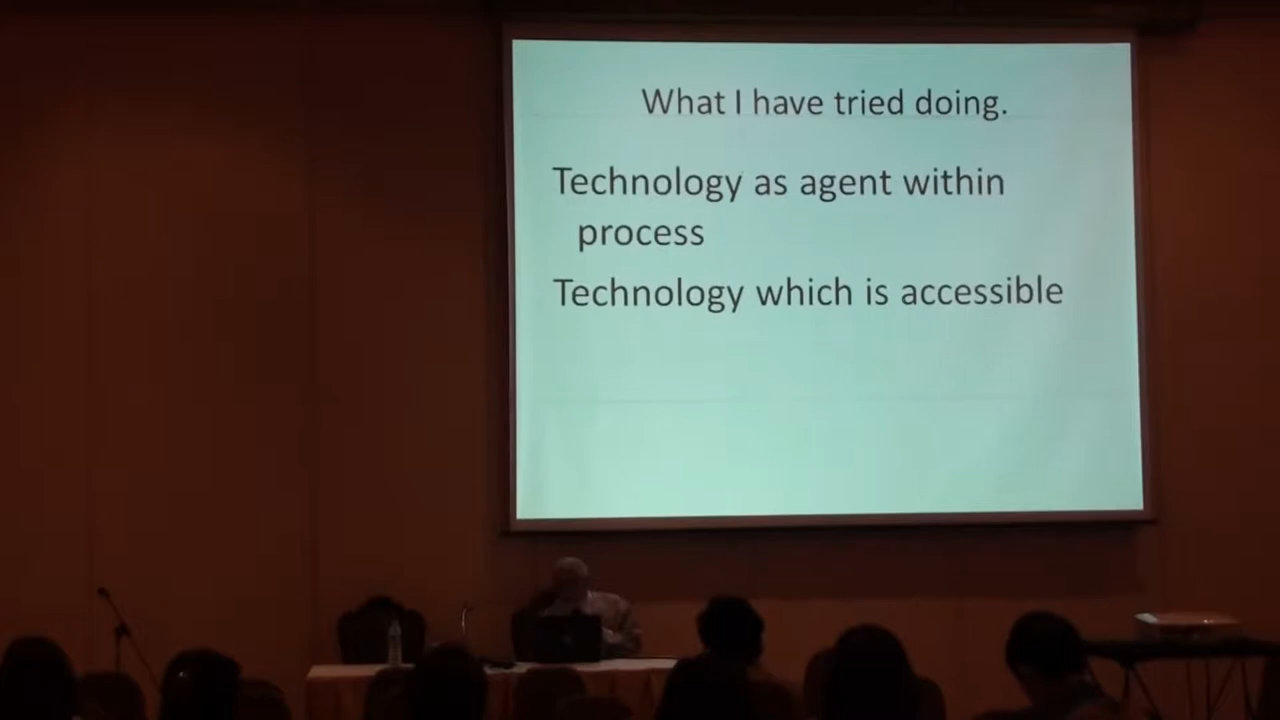 What I have tried doing.
Technology as agent within
process
Technology which is accessible